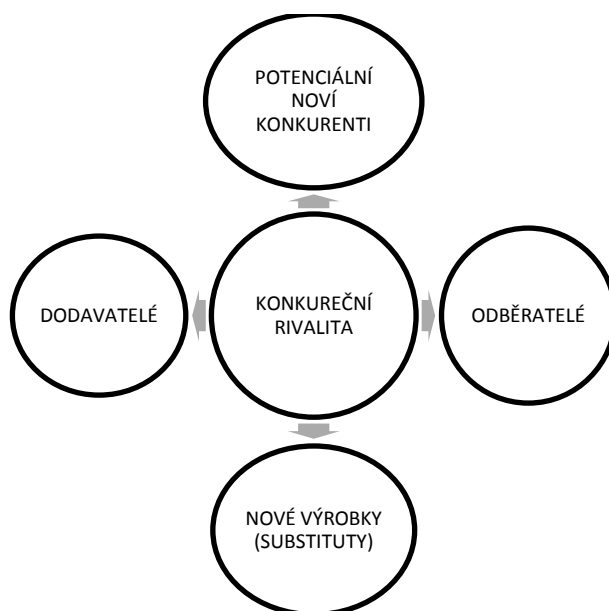 POTENCIÁLNÍ
NOVÍ
KONKURENTI
DODAVATELÉ
KONKUREČNÍ
RIVALITA
ODBĚRATELÉ
NOVÉ VÝROBKY
(SUBSTITUTY)